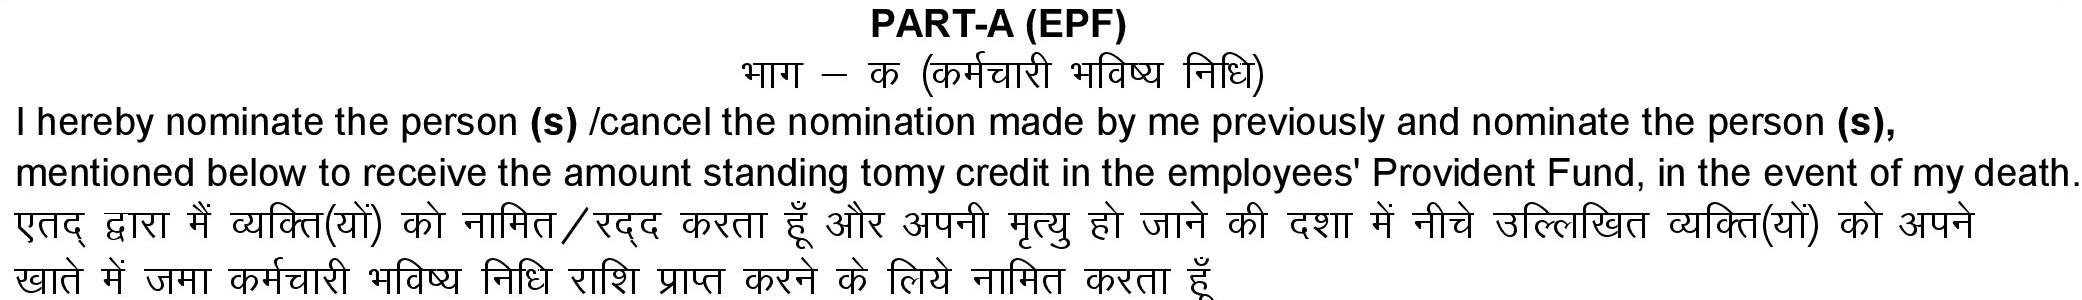 PART-A (EPF)
भाग – क (कर्मचारी भविष्य निधि)
I hereby nominate the person (s) /cancel the nomination made by me previously and nominate the person (s),
mentioned below to receive the amount standing tomy credit in the employees' Provident Fund, in the event of my death.
एतद् द्वारा मैं व्यक्ति(यों) को नामित/रद्द करता हूँ और अपनी मृत्यु हो जाने की दशा में नीचे उल्लिखित व्यक्ति(यों) को अपने
खाते में जमा कर्मचारी भविष्य निधि राशि प्राप्त करने के लिये नामित करता हूँ